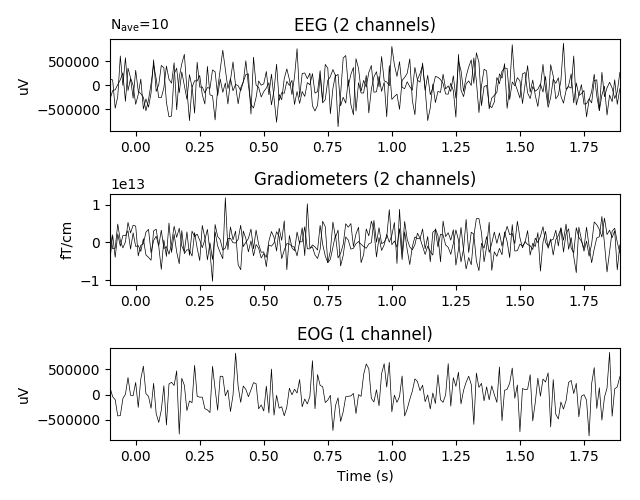 N_ave=10
EEG (2 channels)
uV
500000
0
−500000
0.00 0.25 0.50 0.75 1.00 1.25 1.50 1.75
1e13
Gradiometers (2 channels)
fT/cm
1
0
−1
0.00 0.25 0.50 0.75 1.00 1.25 1.50 1.75
EOG (1 channel)
uV
500000
0
−500000
0.00 0.25 0.50 0.75 1.00 1.25 1.50 1.75
Time (s)